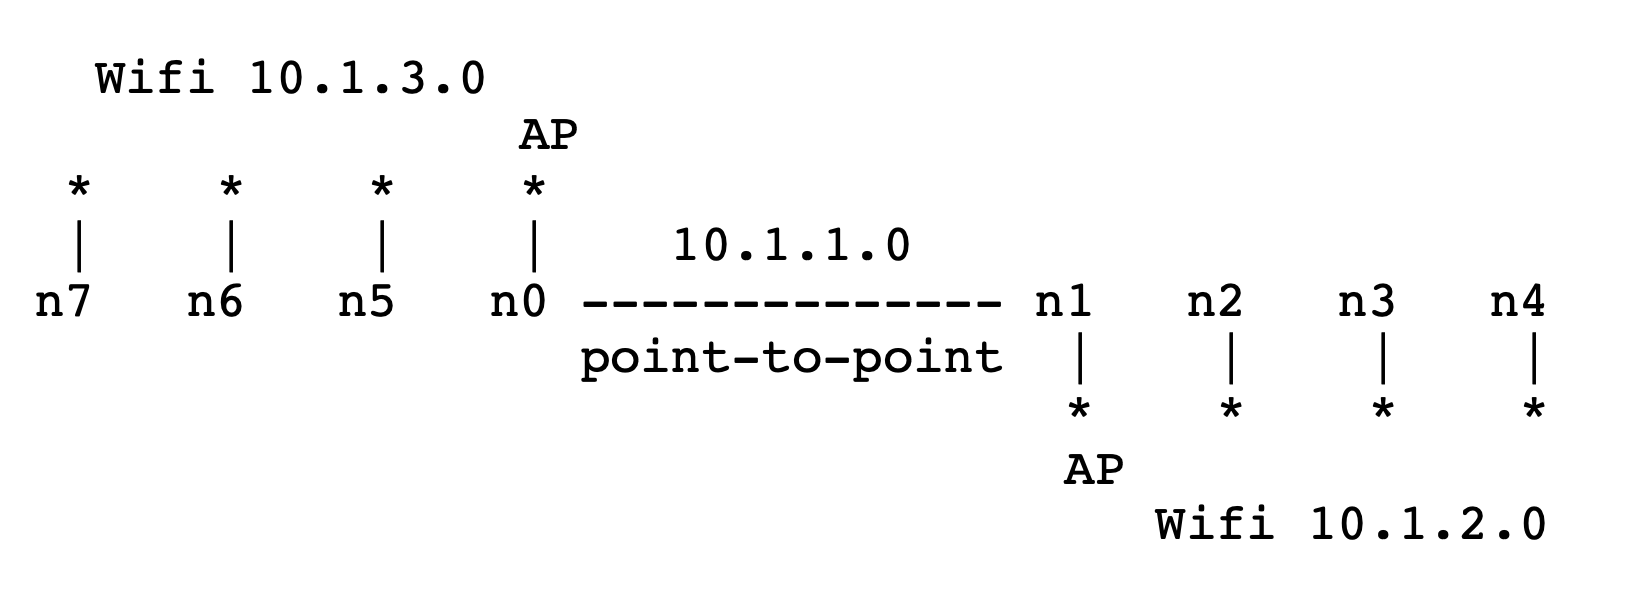 Wifi 10.1.3.0
AP
* * * *
| | | | 10.1.1.0
n7 n6 n5 n0 -------------- n1 n2 n3 n4
point-to-point | | | |
* * * *
AP
Wifi 10.1.2.0